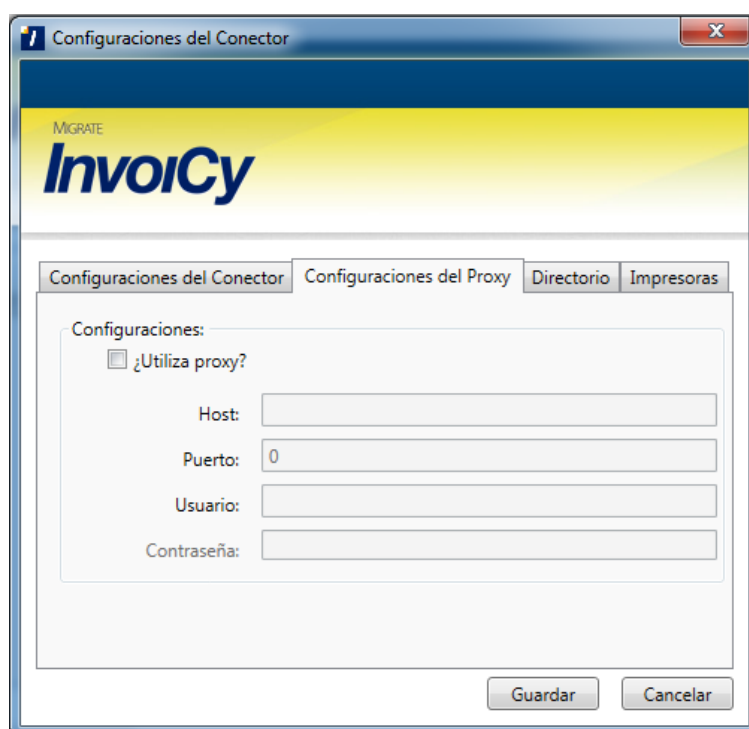 Configuraciones del Conector
MIGRATE
InvoiCy
Configuraciones del Conector Configuraciones del Proxy Directorio Impresoras
Configuraciones:
¿Utiliza proxy?
Host:
Puerto: 0
Usuario:
Contraseña:
Guardar Cancelar